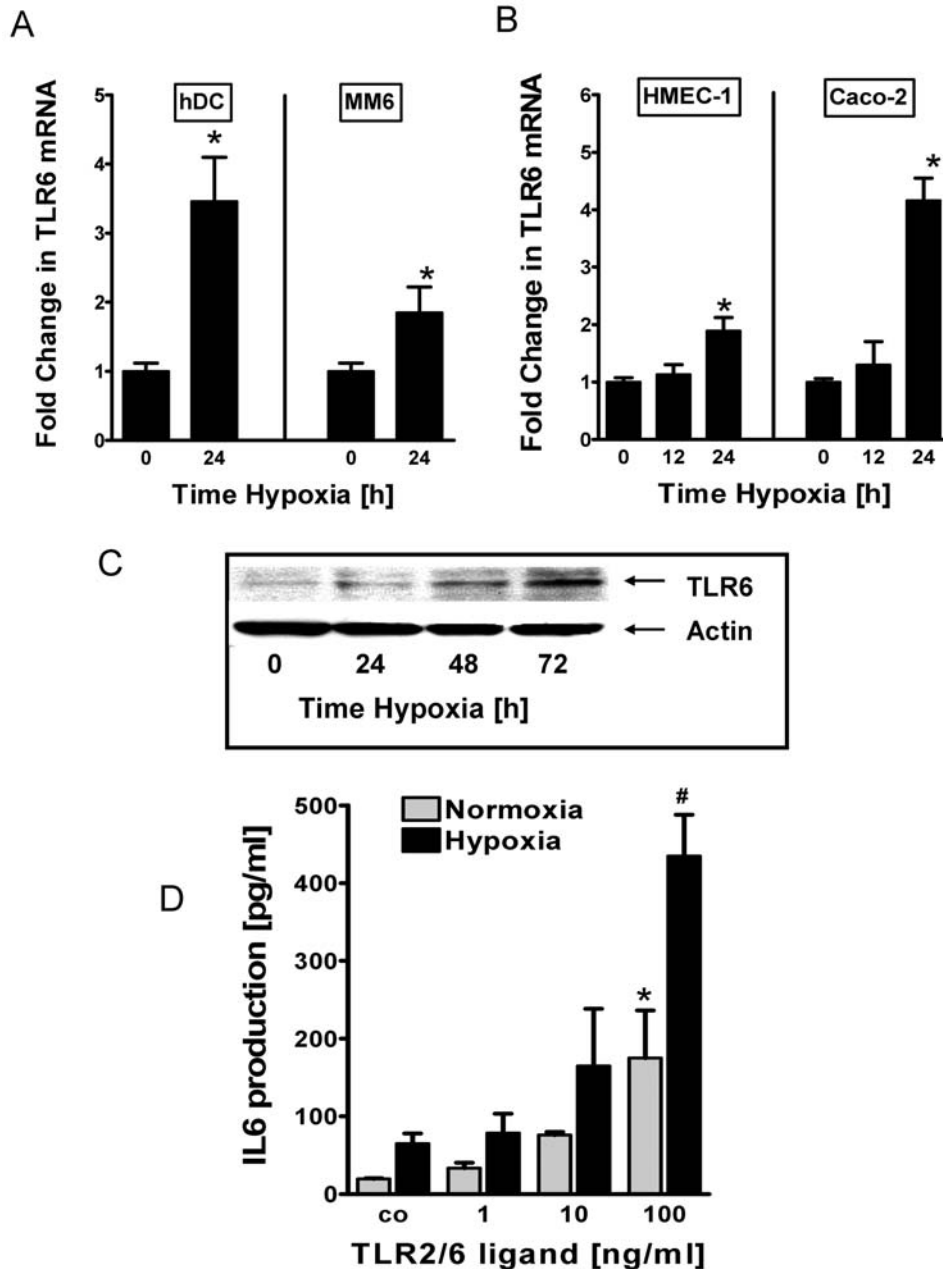 A
B
Fold Change in TLR6 mRNA
5
4
3
2
1
0
hDC
MM6
*
*
0 24 0 24
Time Hypoxia [h]
Fold Change in TLR6 mRNA
6
5
4
3
2
1
0
HMEC-1
Caco-2
*
*
0 12 24 0 12 24
Time Hypoxia [h]
C
TLR6
Actin
0 24 48 72
Time Hypoxia [h]
D
IL6 production [pg/ml]
500
400
300
200
100
0
Normoxia
Hypoxia
*
#
co 1 10 100
TLR2/6 ligand [ng/ml]